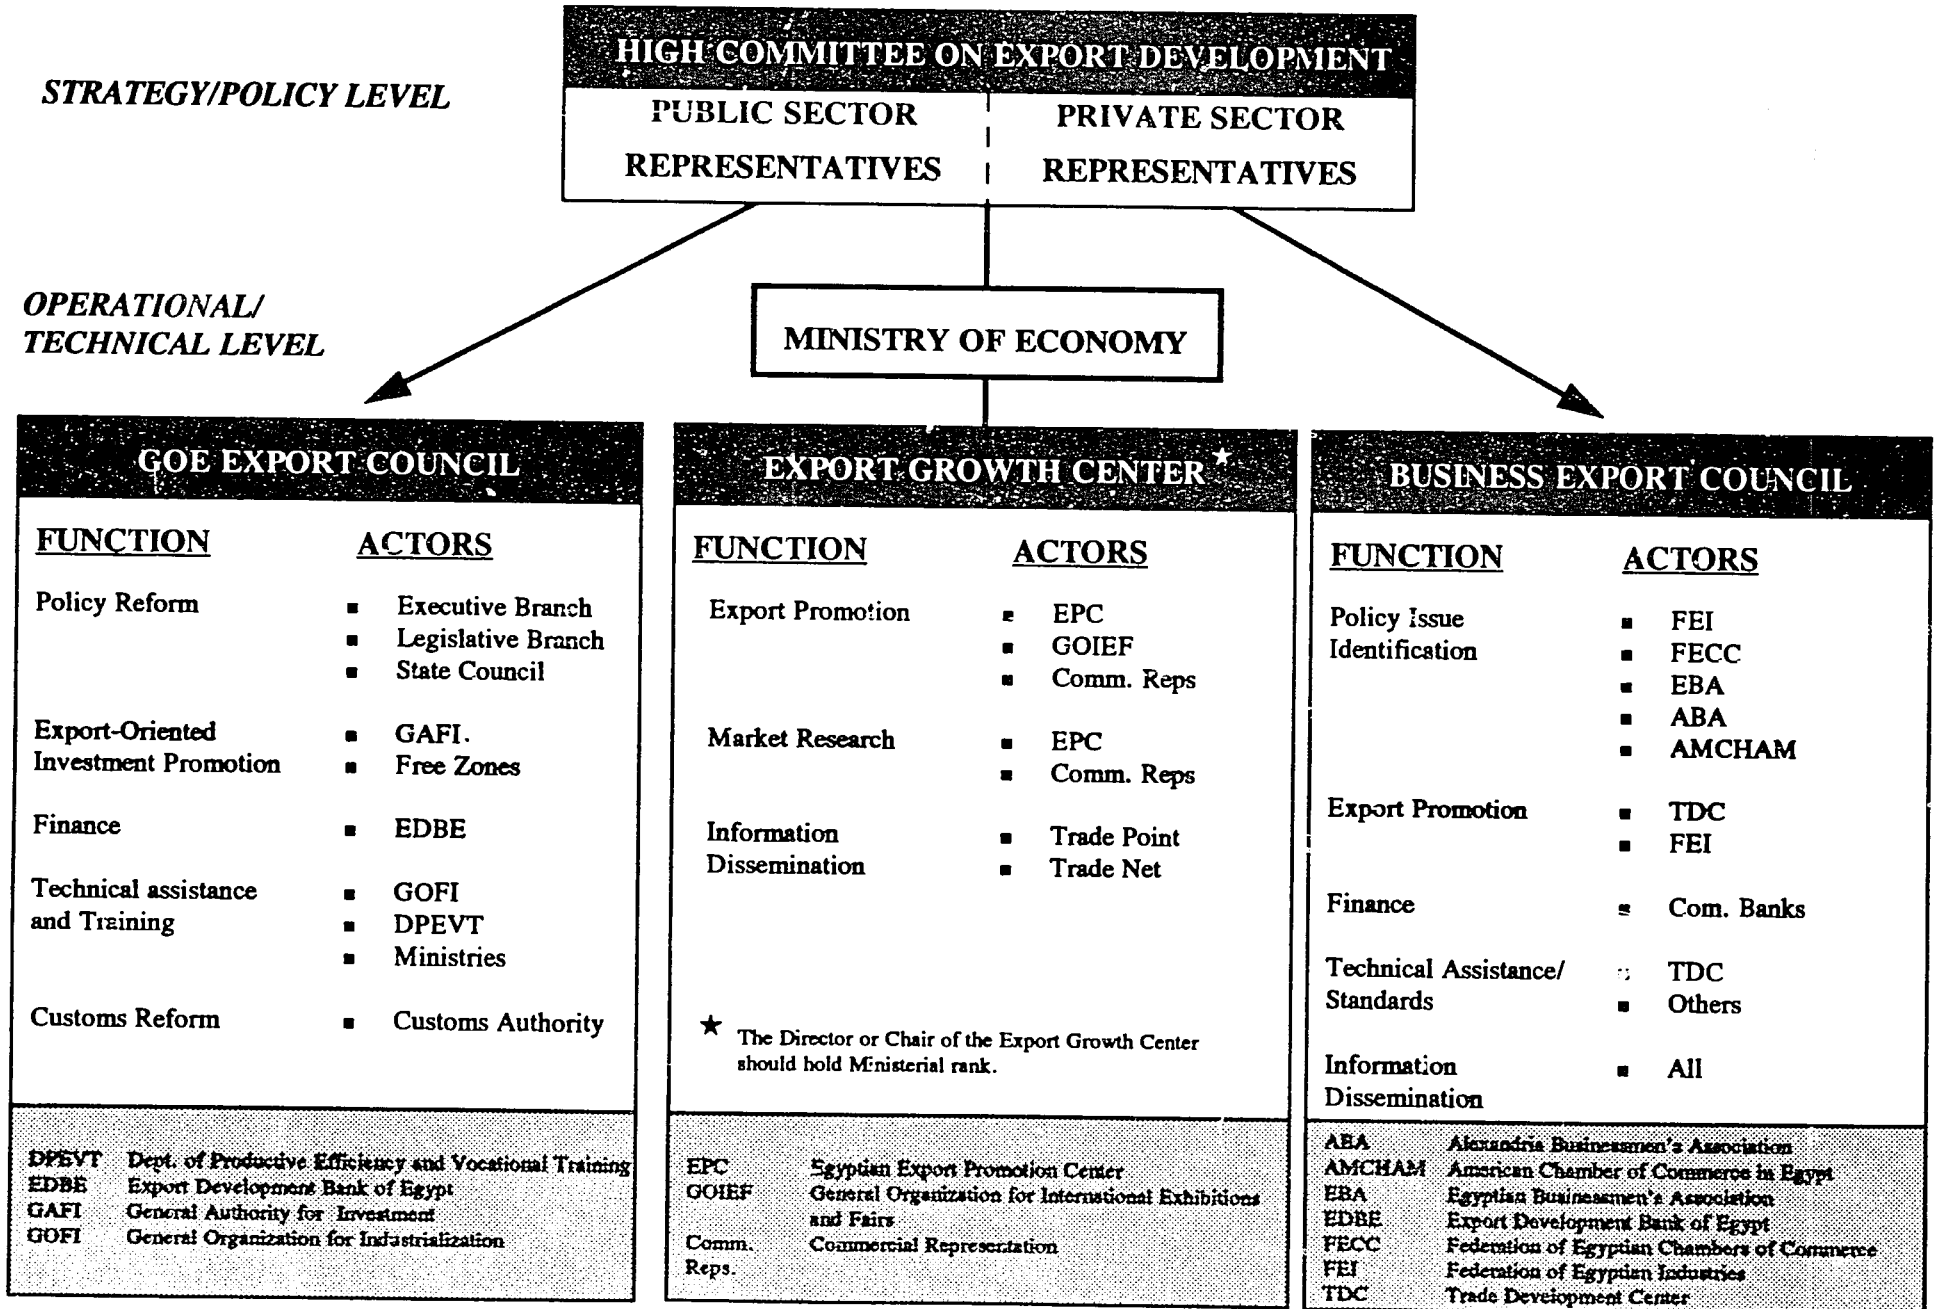 HIGH COMMITTEE ON EXPORT DEVELOPMENT
STRATEGY/POLICY LEVEL
PUBLIC SECTOR
REPRESENTATIVES
PRIVATE SECTOR
REPRESENTATIVES
OPERATIONAL/
TECHNICAL LEVEL
MINISTRY OF ECONOMY
GOE EXPORT COUNCIL
FUNCTION ACTORS
Policy Reform ■ Executive Branch
■ Legislative Branch
■ State Council
Export-Oriented ■ GAFI.
Investment Promotion ■ Free Zones
Finance ■ EDBE
Technical assistance ■ GOFI
and Training ■ DPEVT
■ Ministries
Customs Reform ■ Customs Authority
DPEVT Dept. of Productive Efficiency and Vocational Training
EDBE Export Development Bank of Egypt
GAFI General Authority for Investment
GOFI General Organization for Industrialization
EXPORT GROWTH CENTER ★
FUNCTION ACTORS
Export Promotion ■ EPC
■ GOIEF
■ Comm. Reps
Market Research ■ EPC
■ Comm. Reps
Information ■ Trade Point
Dissemination ■ Trade Net
★ The Director or Chair of the Export Growth Center
should hold Ministerial rank.
EPC Egyptian Export Promotion Center
GOIEF General Organization for International Exhibitions
and Fairs
Comm. Commercial Representation
Reps.
BUSINESS EXPORT COUNCIL
FUNCTION ACTORS
Policy Issue ■ FEI
Identification ■ FECC
■ EBA
■ ABA
■ AMCHAM
Export Promotion ■ TDC
■ FEI
Finance ■ Com. Banks
Technical Assistance/ ■ TDC
Standards ■ Others
Information ■ All
Dissemination
ABA Alexandria Businessmen's Association
AMCHAM American Chamber of Commerce in Egypt
EBA Egyptian Businessmen's Association
EDBE Export Development Bank of Egypt
FECC Federation of Egyptian Chambers of Commerce
FEI Federation of Egyptian Industries
TDC Trade Development Center